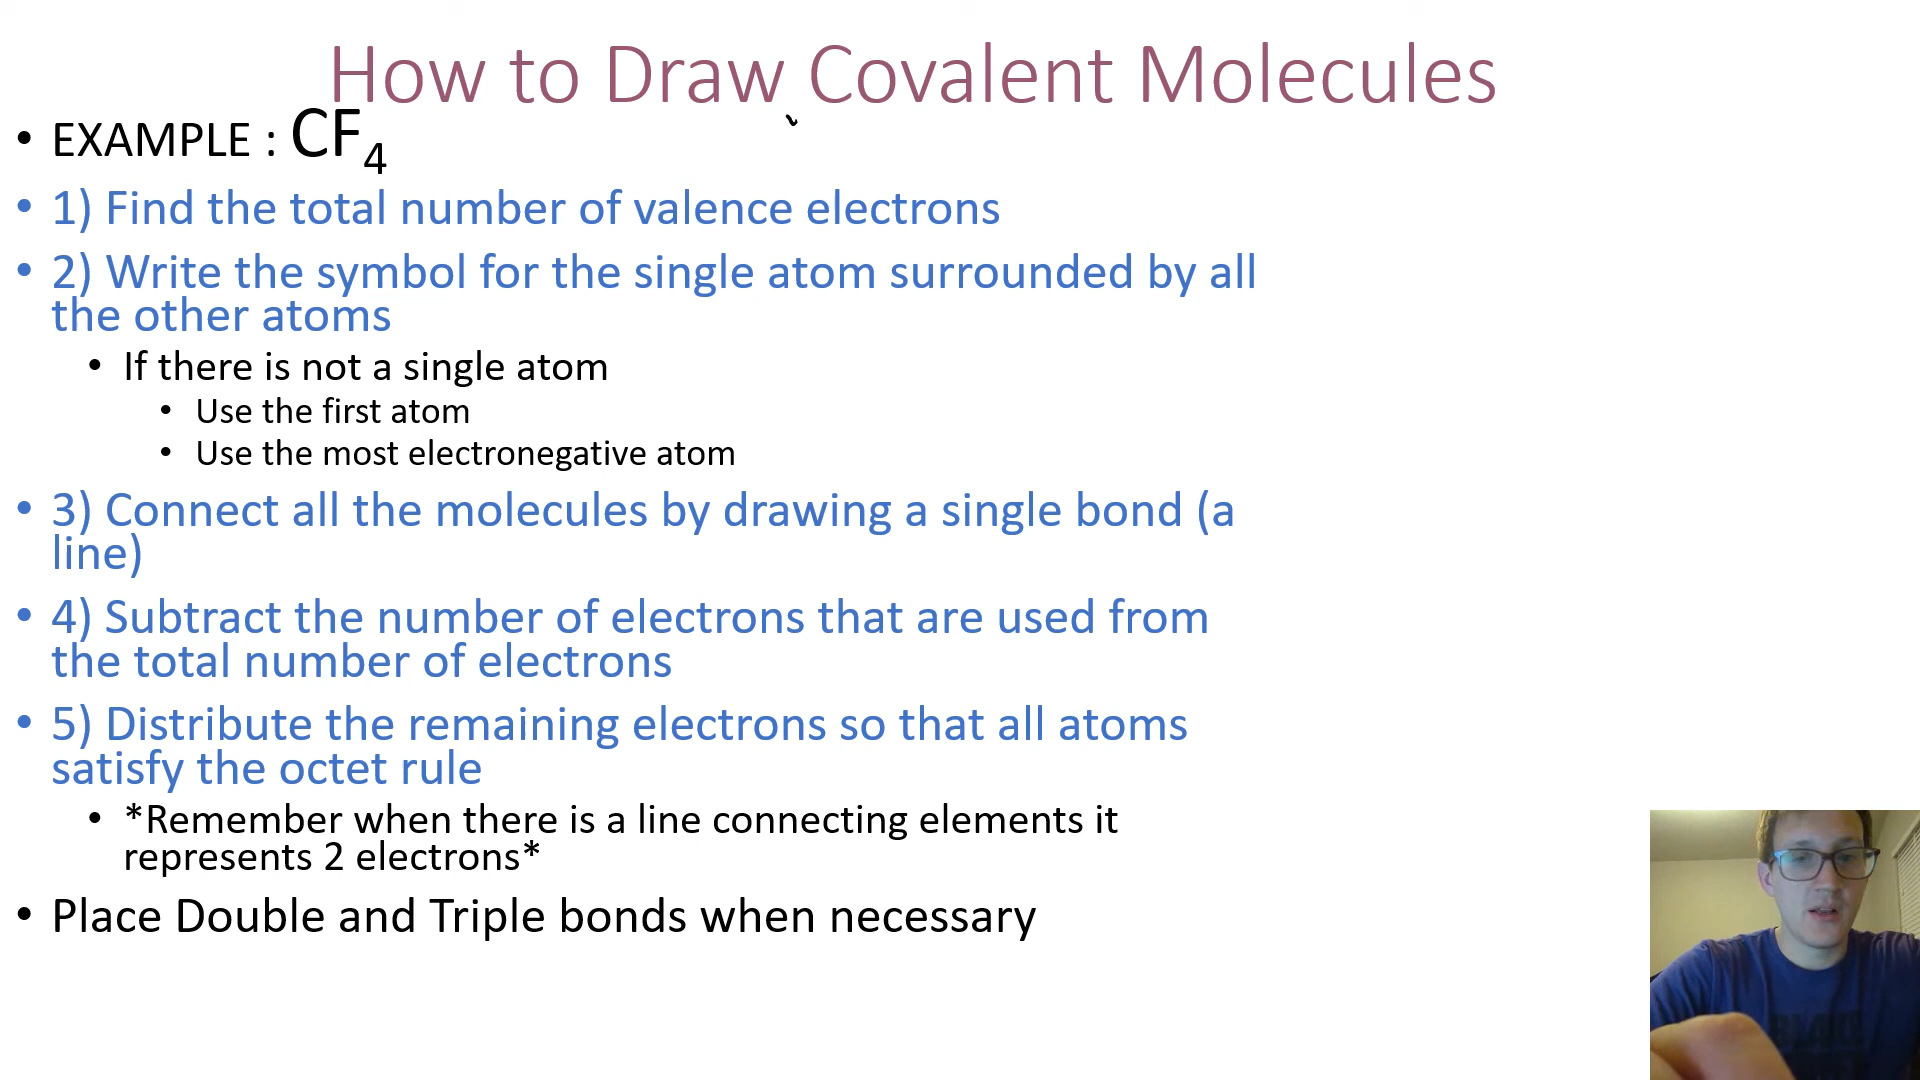 How to Draw Covalent Molecules
• EXAMPLE : CF₄
• 1) Find the total number of valence electrons
• 2) Write the symbol for the single atom surrounded by all
the other atoms
• If there is not a single atom
• Use the first atom
• Use the most electronegative atom
• 3) Connect all the molecules by drawing a single bond (a
line)
• 4) Subtract the number of electrons that are used from
the total number of electrons
• 5) Distribute the remaining electrons so that all atoms
satisfy the octet rule
• *Remember when there is a line connecting elements it
represents 2 electrons*
• Place Double and Triple bonds when necessary